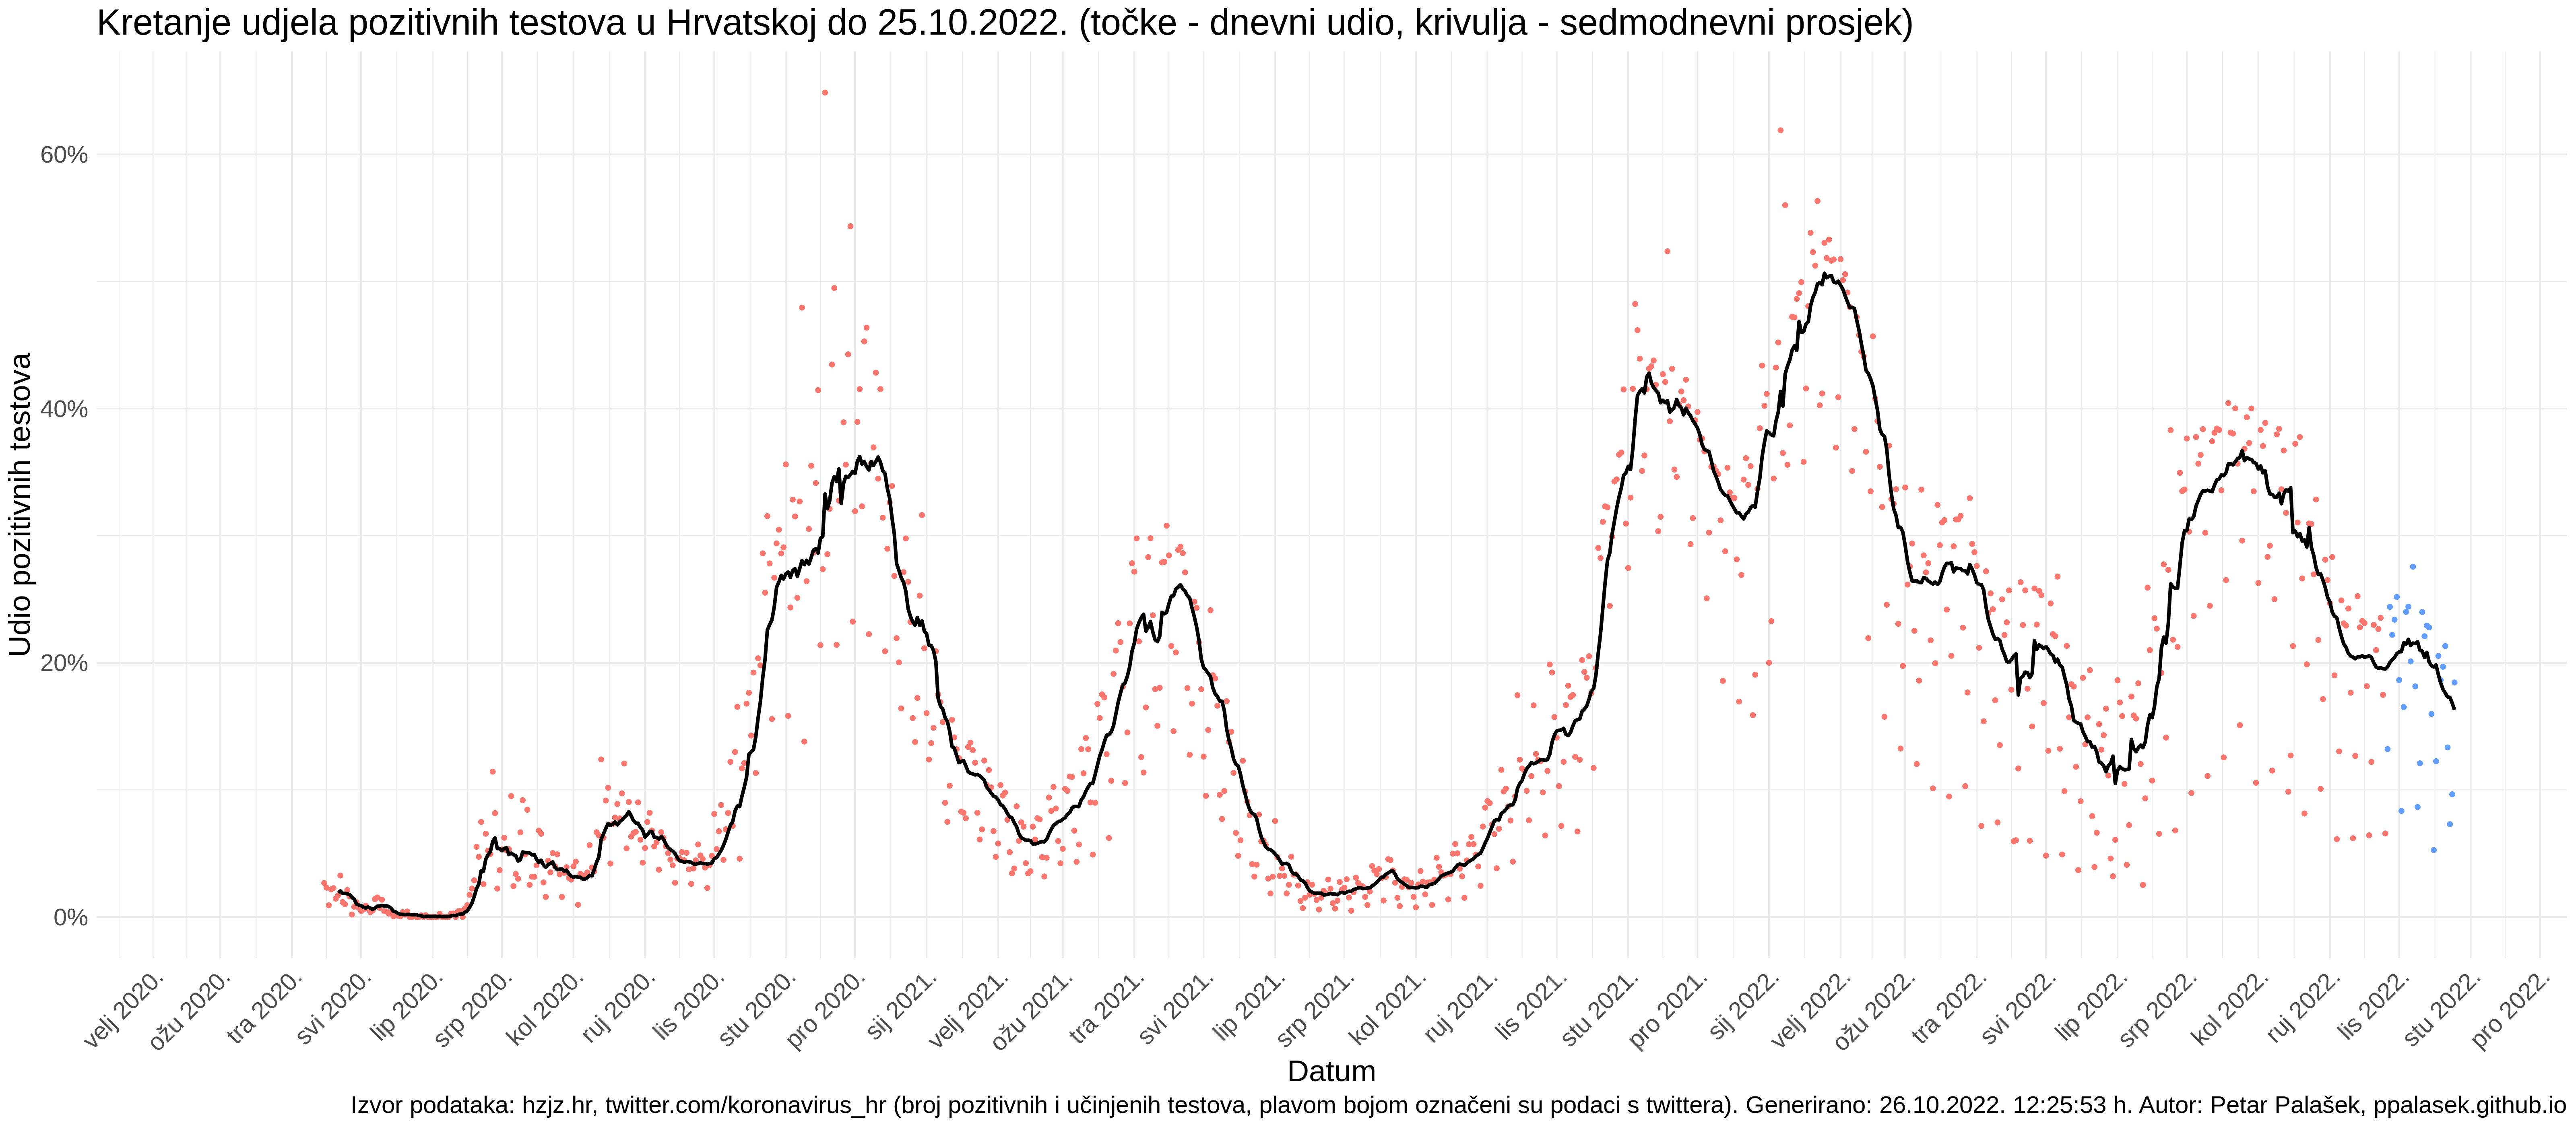 Kretanje udjela pozitivnih testova u Hrvatskoj do 25.10.2022. (točke - dnevni udio, krivulja - sedmodnevni prosjek)
Udio pozitivnih testova
60%
40%
20%
0%
velj 2020.
ožu 2020.
tra 2020.
svi 2020.
lip 2020.
srp 2020.
kol 2020.
ruj 2020.
lis 2020.
stu 2020.
pro 2020.
sij 2021.
velj 2021.
ožu 2021.
tra 2021.
svi 2021.
lip 2021.
srp 2021.
kol 2021.
ruj 2021.
lis 2021.
stu 2021.
pro 2021.
sij 2022.
velj 2022.
ožu 2022.
tra 2022.
svi 2022.
lip 2022.
srp 2022.
kol 2022.
ruj 2022.
lis 2022.
stu 2022.
pro 2022.
Datum
Izvor podataka: hzjz.hr, twitter.com/koronavirus_hr (broj pozitivnih i učinjenih testova, plavom bojom označeni su podaci s twittera). Generirano: 26.10.2022. 12:25:53 h. Autor: Petar Palašek, ppalasek.github.io